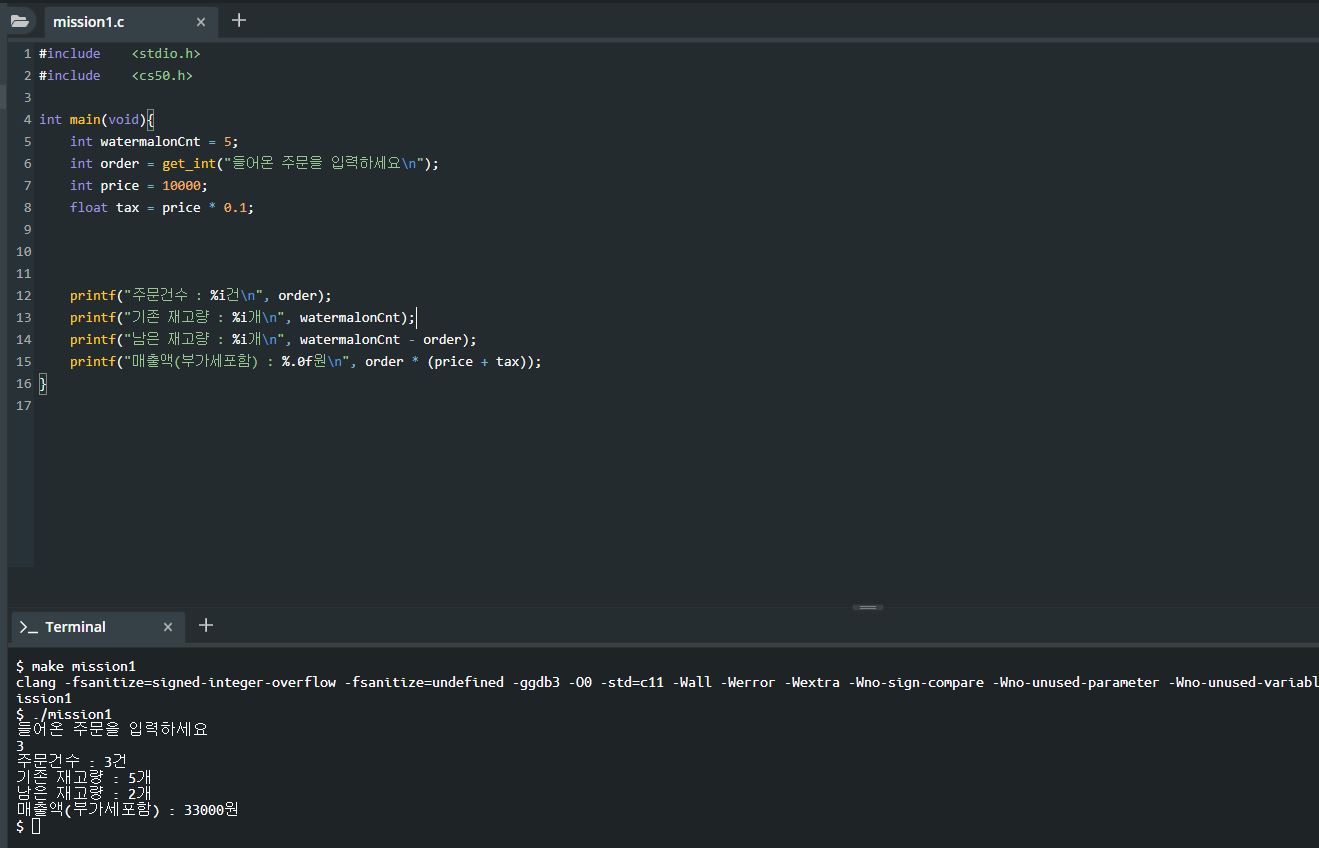 mission1.c
1 #include    <stdio.h>
2 #include    <cs50.h>
3
4 int main(void){
5     int watermalonCnt = 5;
6     int order = get_int("들어온 주문을 입력하세요\n");
7     int price = 10000;
8     float tax = price * 0.1;
9
10
11
12     printf("주문건수 : %i건\n", order);
13     printf("기존 재고량 : %i개\n", watermalonCnt);
14     printf("남은 재고량 : %i개\n", watermalonCnt - order);
15     printf("매출액(부가세포함) : %.0f원\n", order * (price + tax));
16 }
17
>_ Terminal
$ make mission1
clang -fsanitize=signed-integer-overflow -fsanitize=undefined -ggdb3 -O0 -std=c11 -Wall -Werror -Wextra -Wno-sign-compare -Wno-unused-parameter -Wno-unused-variabl
ission1
$ ./mission1
들어온 주문을 입력하세요
3
주문건수 : 3건
기존 재고량 : 5개
남은 재고량 : 2개
매출액(부가세포함) : 33000원
$